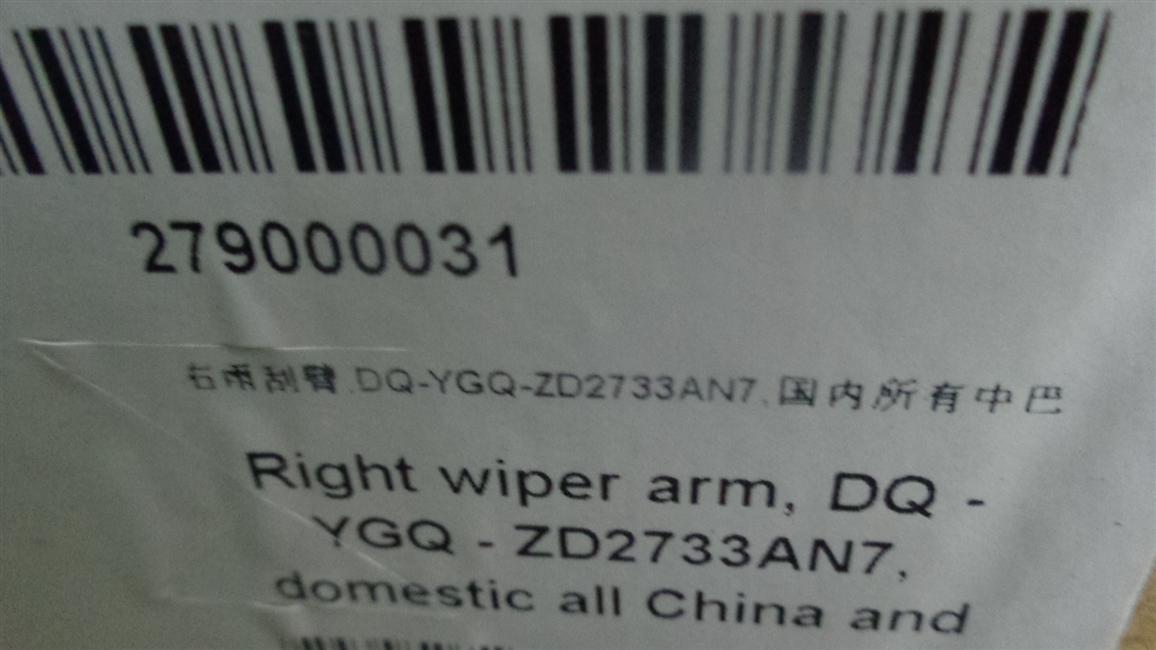 279000031
右雨刮臂,DQ-YGQ-ZD2733AN7,国内所有中巴
Right wiper arm, DQ -
YGQ - ZD2733AN7,
domestic all China and